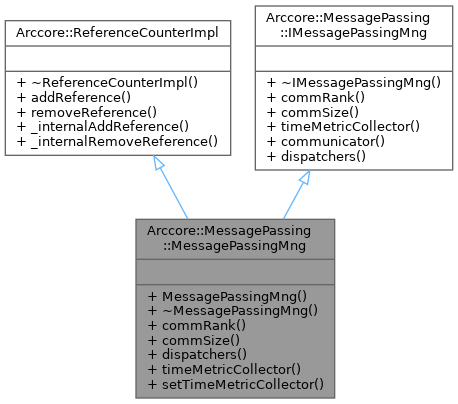 Arccore::ReferenceCounterImpl
+ ~ReferenceCounterImpl()
+ addReference()
+ removeReference()
+ _internalAddReference()
+ _internalRemoveReference()
Arccore::MessagePassing
::IMessagePassingMng
+ ~IMessagePassingMng()
+ commRank()
+ commSize()
+ timeMetricCollector()
+ communicator()
+ dispatchers()
Arccore::MessagePassing
::MessagePassingMng
+ MessagePassingMng()
+ ~MessagePassingMng()
+ commRank()
+ commSize()
+ dispatchers()
+ timeMetricCollector()
+ setTimeMetricCollector()